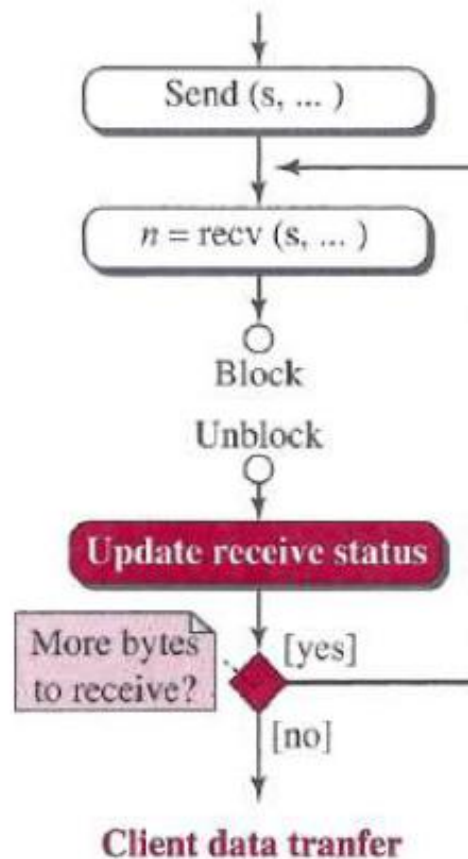 Send (s, ... )
n = recv (s, ... )
Block
Unblock
Update receive status
More bytes
to receive?
[yes]
[no]
Client data tranfer